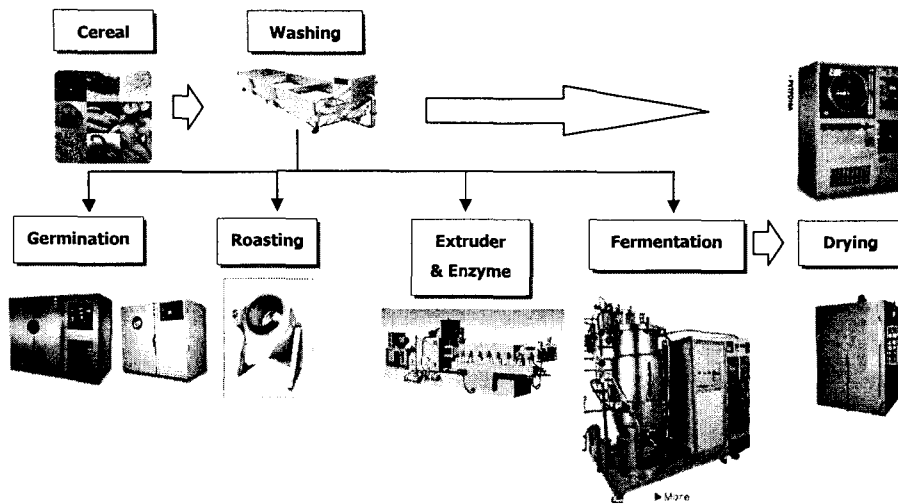 Cereal
Washing
Germination
Roasting
Extruder
& Enzyme
Fermentation
Drying
▶ More